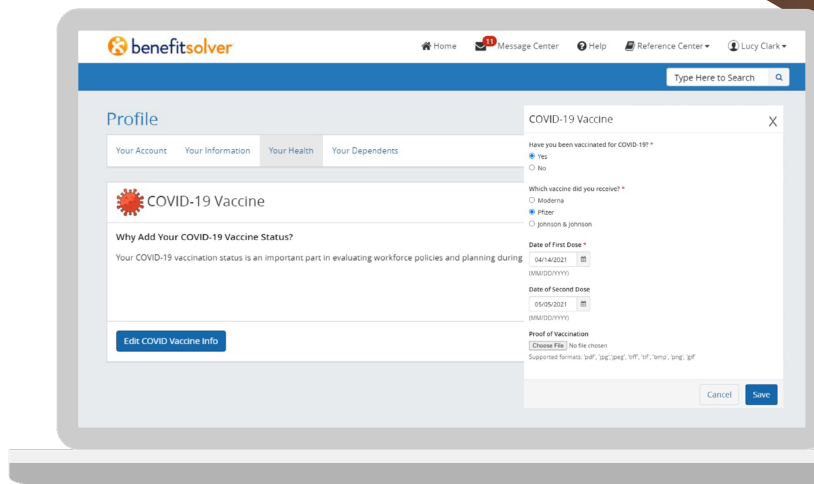 benefitsolver
Home
11
Message Center
Help
Reference Center
Lucy Clark
Type Here to Search
Profile
Your Account
Your Information
Your Health
Your Dependents
COVID-19 Vaccine
Why Add Your COVID-19 Vaccine Status?
Your COVID-19 vaccination status is an important part in evaluating workforce policies and planning during
Edit COVID Vaccine Info
COVID-19 Vaccine
X
Have you been vaccinated for COVID-19? *
Yes
No
Which vaccine did you receive? *
Moderna
Pfizer
Johnson & Johnson
Date of First Dose *
04/14/2021
(MM/DD/YYYY)
Date of Second Dose
05/05/2021
(MM/DD/YYYY)
Proof of Vaccination
Choose File No file chosen
Supported formats: 'pdf', 'jpg','jpeg', 'tiff', 'tif', 'bmp', 'png', 'gif'
Cancel
Save